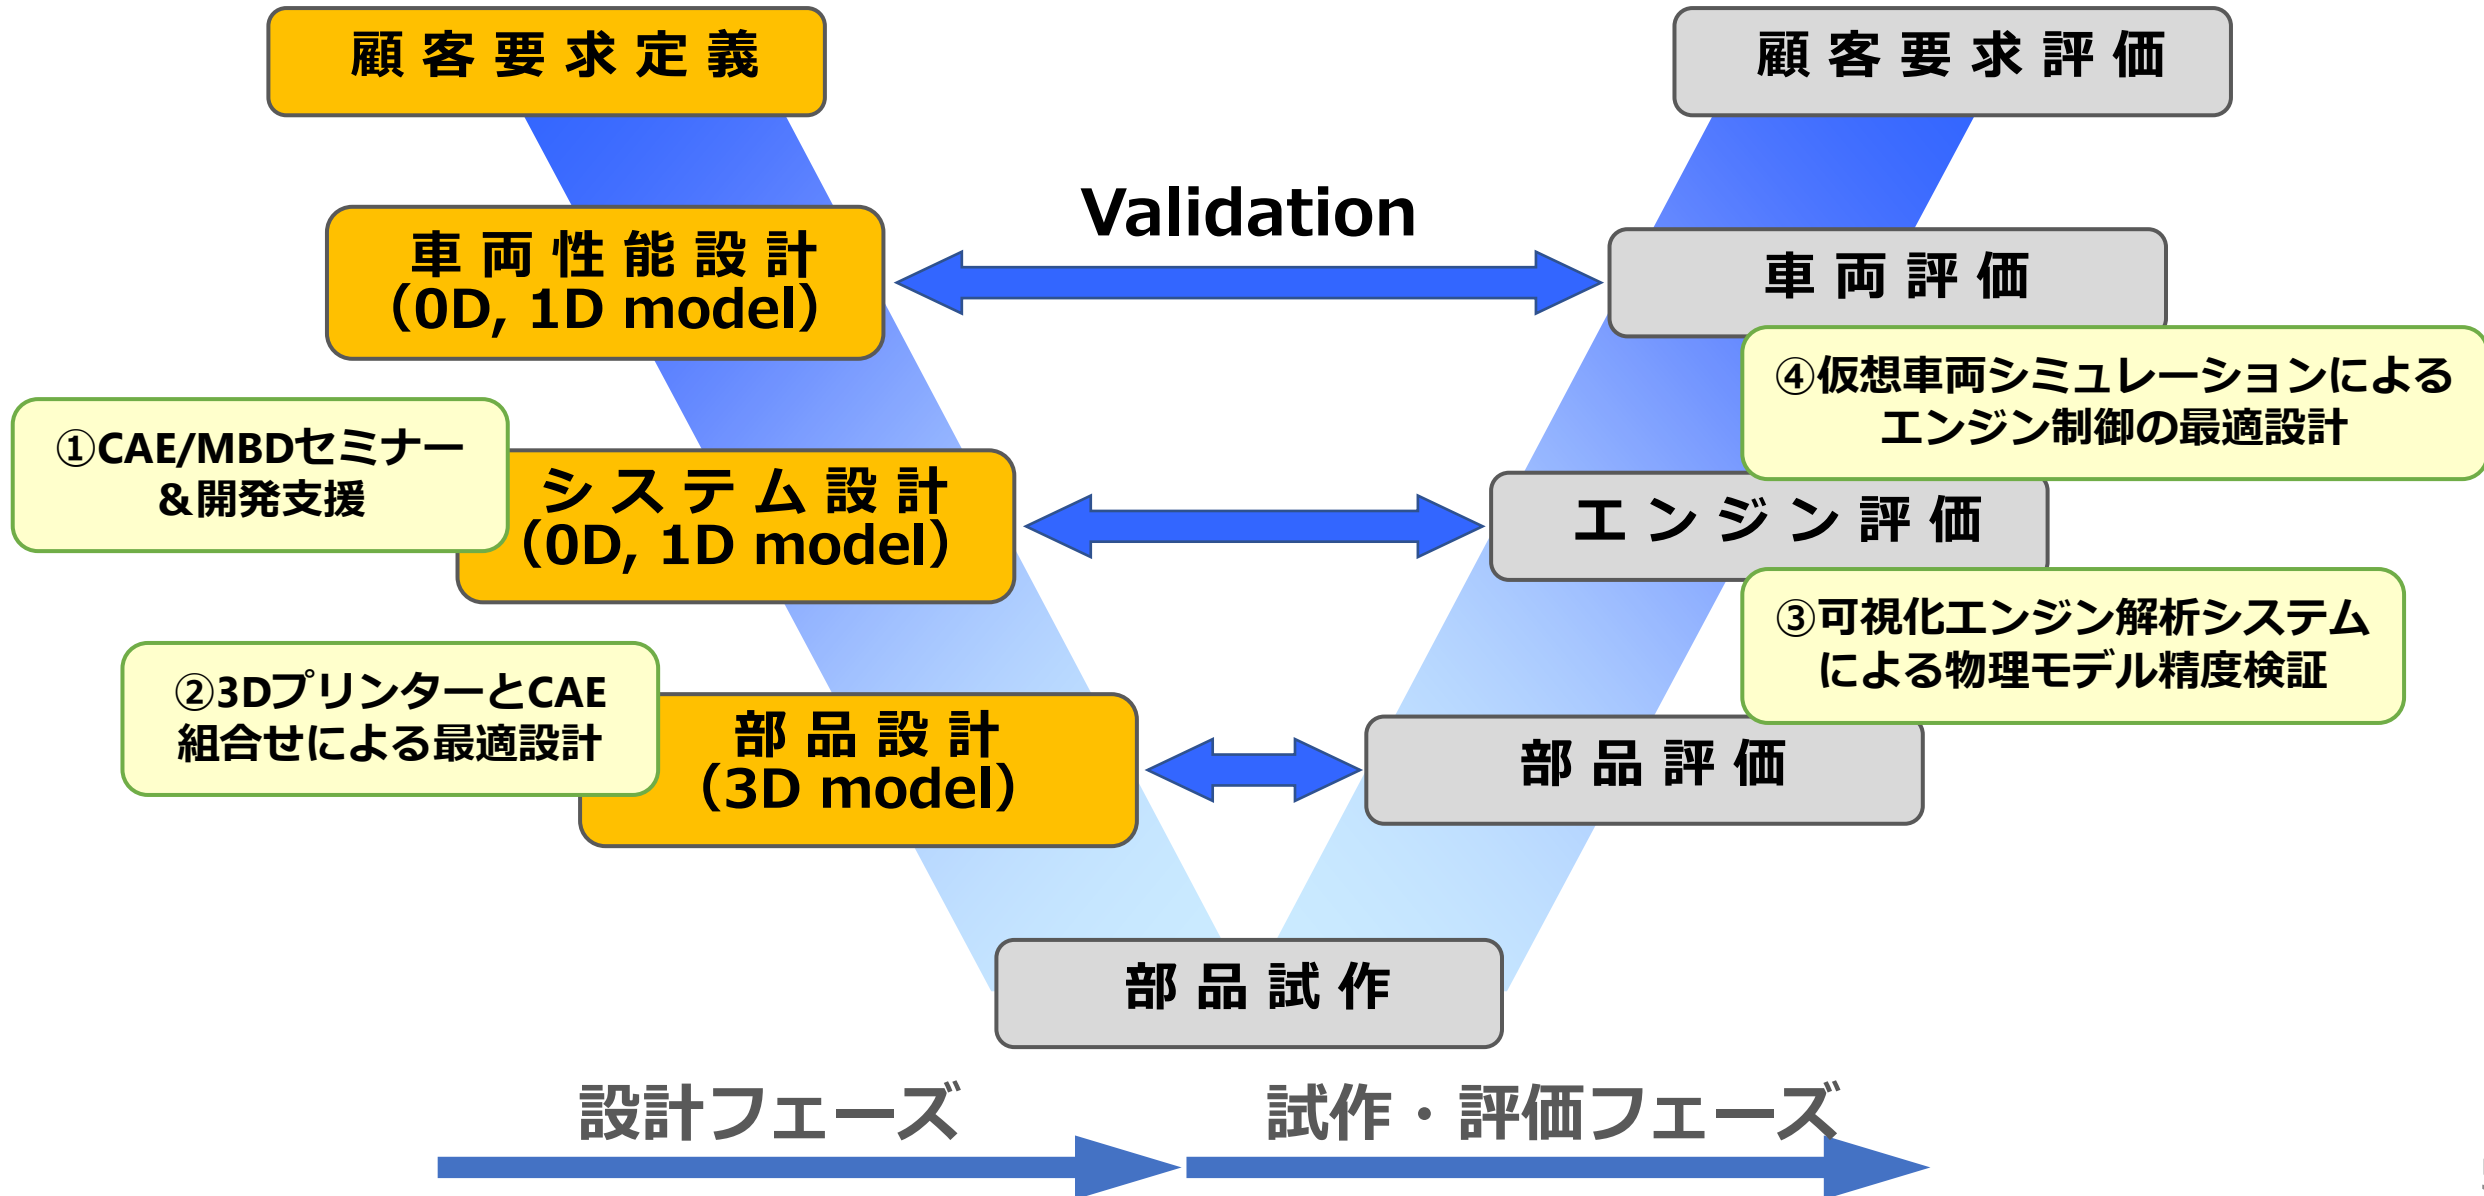 顧客要求定義
顧客要求評価
Validation
車両性能設計
(0D, 1D model)
車両評価
④仮想車両シミュレーションによる
エンジン制御の最適設計
①CAE/MBDセミナー
＆開発支援
システム設計
(0D, 1D model)
エンジン評価
③可視化エンジン解析システム
による物理モデル精度検証
②3DプリンターとCAE
組合せによる最適設計
部品設計
(3D model)
部品評価
部品試作
設計フェーズ
試作・評価フェーズ